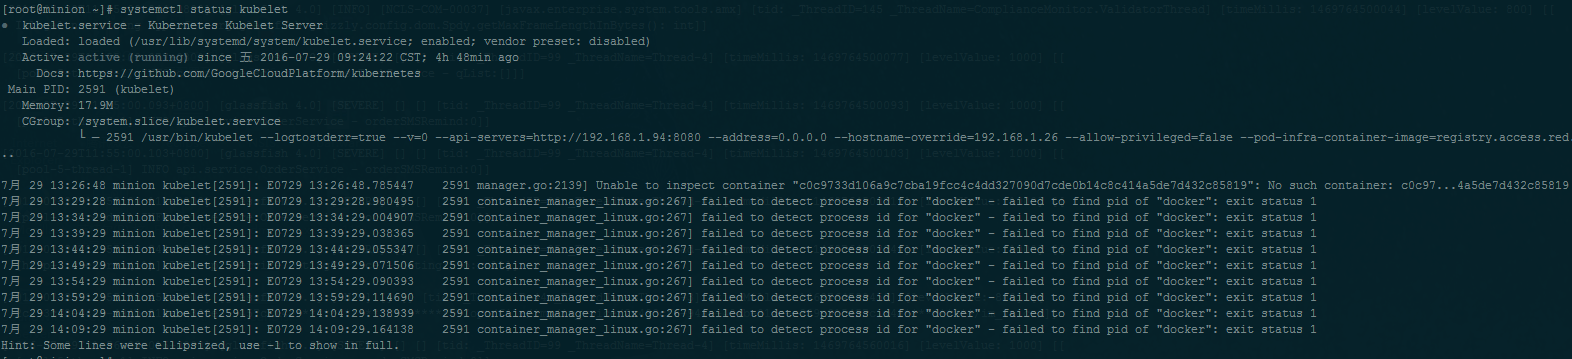 [root@minion ~]# systemctl status kubelet
● kubelet.service - Kubernetes Kubelet Server
Loaded: loaded (/usr/lib/systemd/system/kubelet.service; enabled; vendor preset: disabled)
Active: active (running) since 五 2016-07-29 09:24:22 CST; 4h 48min ago
Docs: https://github.com/GoogleCloudPlatform/kubernetes
Main PID: 2591 (kubelet)
Memory: 17.9M
CGroup: /system.slice/kubelet.service
└─ 2591 /usr/bin/kubelet --logtostderr=true --v=0 --api-servers=http://192.168.1.94:8080 --address=0.0.0.0 --hostname-override=192.168.1.26 --allow-privileged=false --pod-infra-container-image=registry.access.red.
..
7月 29 13:26:48 minion kubelet[2591]: E0729 13:26:48.785447 2591 manager.go:2139] Unable to inspect container "c0c9733d106a9c7cba19fcc4c4dd327090d7cde0b14c8c414a5de7d432c85819": No such container: c0c97...4a5de7d432c85819
7月 29 13:29:28 minion kubelet[2591]: E0729 13:29:28.980495 2591 container_manager_linux.go:267] failed to detect process id for "docker" - failed to find pid of "docker": exit status 1
7月 29 13:34:29 minion kubelet[2591]: E0729 13:34:29.004907 2591 container_manager_linux.go:267] failed to detect process id for "docker" - failed to find pid of "docker": exit status 1
7月 29 13:39:29 minion kubelet[2591]: E0729 13:39:29.038365 2591 container_manager_linux.go:267] failed to detect process id for "docker" - failed to find pid of "docker": exit status 1
7月 29 13:44:29 minion kubelet[2591]: E0729 13:44:29.055347 2591 container_manager_linux.go:267] failed to detect process id for "docker" - failed to find pid of "docker": exit status 1
7月 29 13:49:29 minion kubelet[2591]: E0729 13:49:29.071506 2591 container_manager_linux.go:267] failed to detect process id for "docker" - failed to find pid of "docker": exit status 1
7月 29 13:54:29 minion kubelet[2591]: E0729 13:54:29.090393 2591 container_manager_linux.go:267] failed to detect process id for "docker" - failed to find pid of "docker": exit status 1
7月 29 13:59:29 minion kubelet[2591]: E0729 13:59:29.114690 2591 container_manager_linux.go:267] failed to detect process id for "docker" - failed to find pid of "docker": exit status 1
7月 29 14:04:29 minion kubelet[2591]: E0729 14:04:29.138939 2591 container_manager_linux.go:267] failed to detect process id for "docker" - failed to find pid of "docker": exit status 1
7月 29 14:09:29 minion kubelet[2591]: E0729 14:09:29.164138 2591 container_manager_linux.go:267] failed to detect process id for "docker" - failed to find pid of "docker": exit status 1
Hint: Some lines were ellipsized, use -l to show in full.